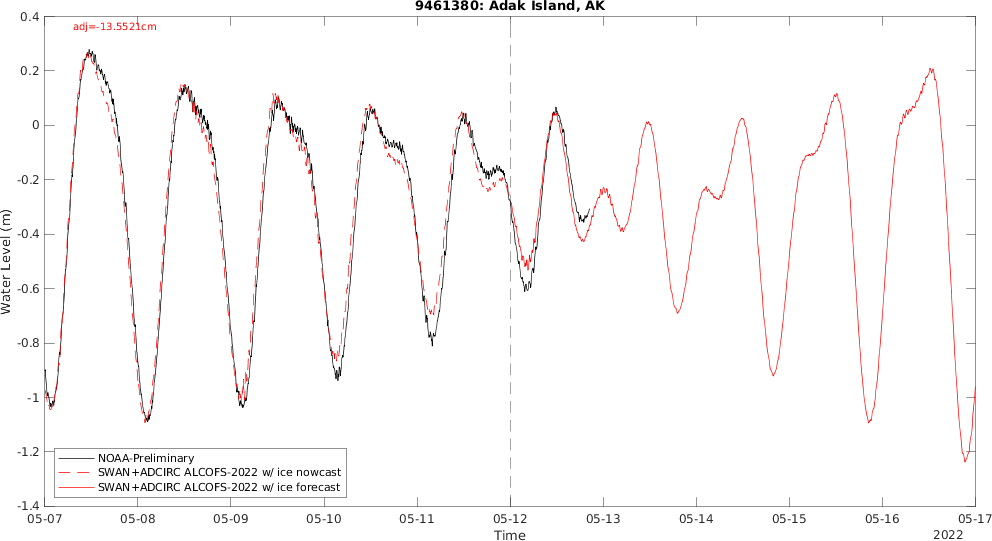 9461380: Adak Island, AK
adj=-13.5521cm
0.4
0.2
0
-0.2
-0.4
-0.6
-0.8
-1
-1.2
-1.4
Water Level (m)
NOAA-Preliminary
SWAN+ADCIRC ALCOFS-2022 w/ ice nowcast
SWAN+ADCIRC ALCOFS-2022 w/ ice forecast
05-07 05-08 05-09 05-10 05-11 05-12 05-13 05-14 05-15 05-16 05-17
Time
2022